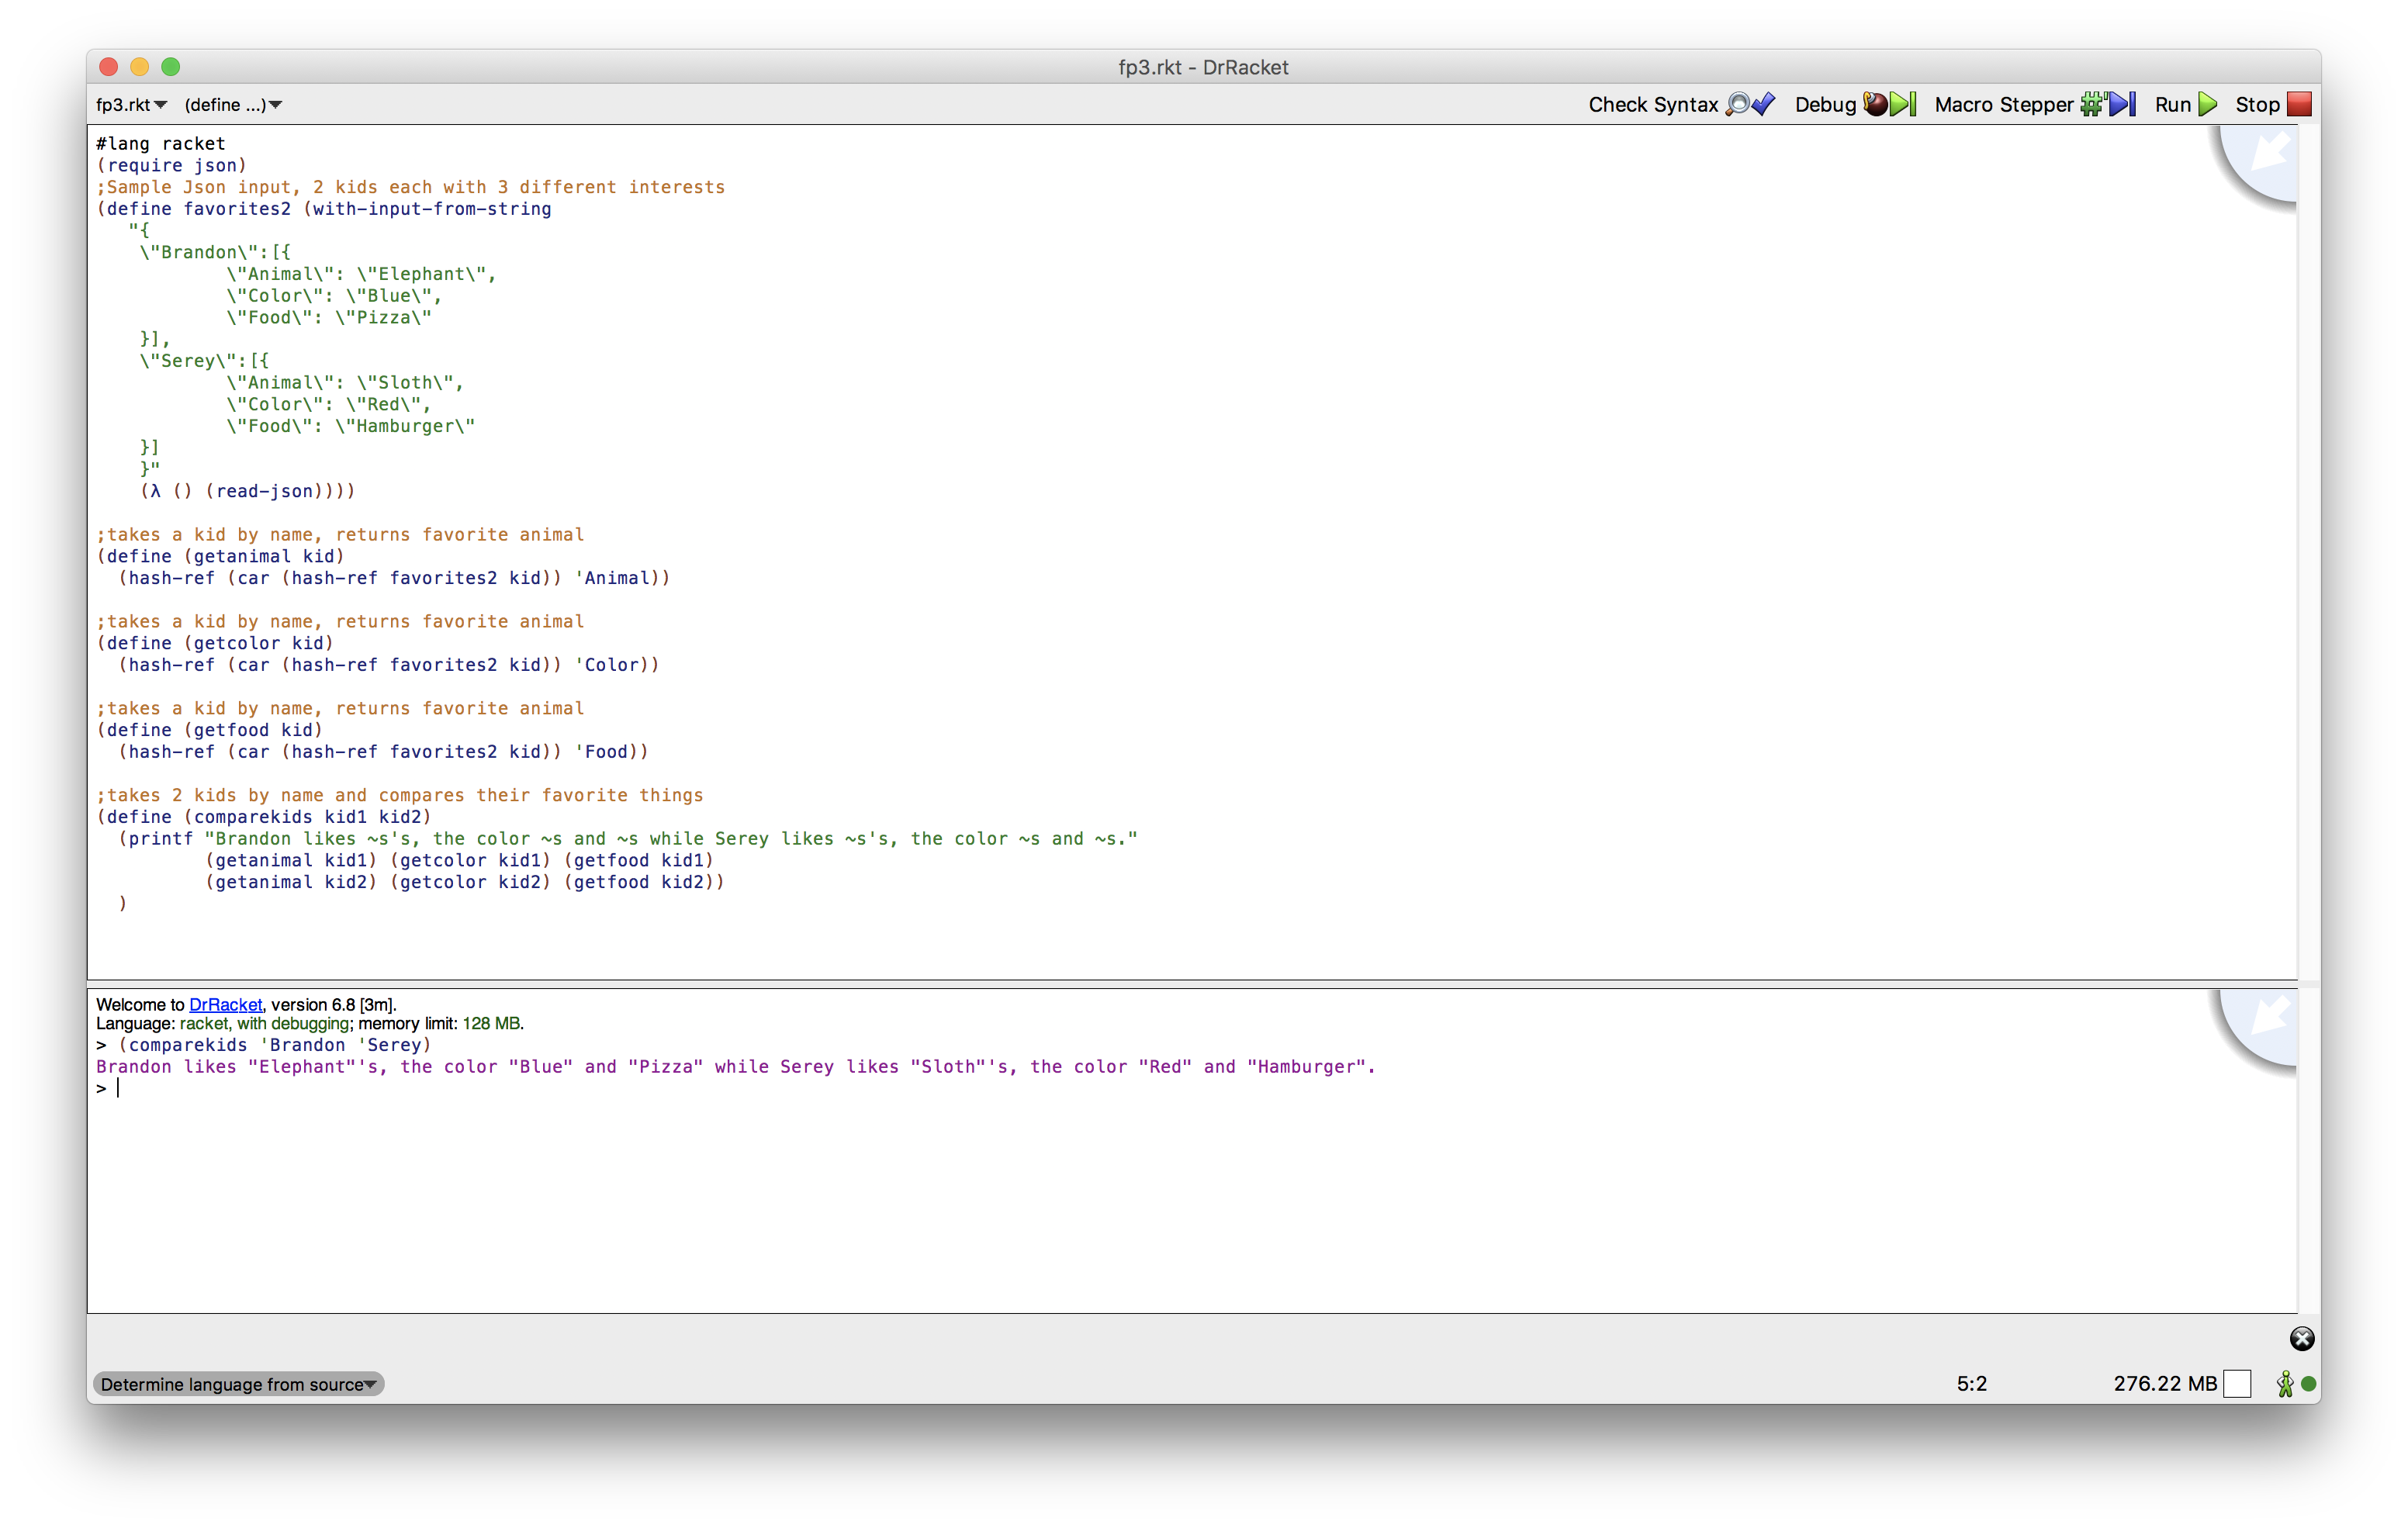 fp3.rkt - DrRacket
fp3.rkt (define ...) Check Syntax Debug Macro Stepper #' Run Stop
#lang racket
(require json)
;Sample Json input, 2 kids each with 3 different interests
(define favorites2 (with-input-from-string
   "{
    \"Brandon\":[{
            \"Animal\": \"Elephant\",
            \"Color\": \"Blue\",
            \"Food\": \"Pizza\"
    }],
    \"Serey\":[{
            \"Animal\": \"Sloth\",
            \"Color\": \"Red\",
            \"Food\": \"Hamburger\"
    }]
    }"
    (λ () (read-json))))
;takes a kid by name, returns favorite animal
(define (getanimal kid)
  (hash-ref (car (hash-ref favorites2 kid)) 'Animal))
;takes a kid by name, returns favorite animal
(define (getcolor kid)
  (hash-ref (car (hash-ref favorites2 kid)) 'Color))
;takes a kid by name, returns favorite animal
(define (getfood kid)
  (hash-ref (car (hash-ref favorites2 kid)) 'Food))
;takes 2 kids by name and compares their favorite things
(define (comparekids kid1 kid2)
  (printf "Brandon likes ~s's, the color ~s and ~s while Serey likes ~s's, the color ~s and ~s."
          (getanimal kid1) (getcolor kid1) (getfood kid1)
          (getanimal kid2) (getcolor kid2) (getfood kid2))
  )
Welcome to DrRacket, version 6.8 [3m].
Language: racket, with debugging; memory limit: 128 MB.
> (comparekids 'Brandon 'Serey)
Brandon likes "Elephant"'s, the color "Blue" and "Pizza" while Serey likes "Sloth"'s, the color "Red" and "Hamburger".
>
Determine language from source 5:2 276.22 MB